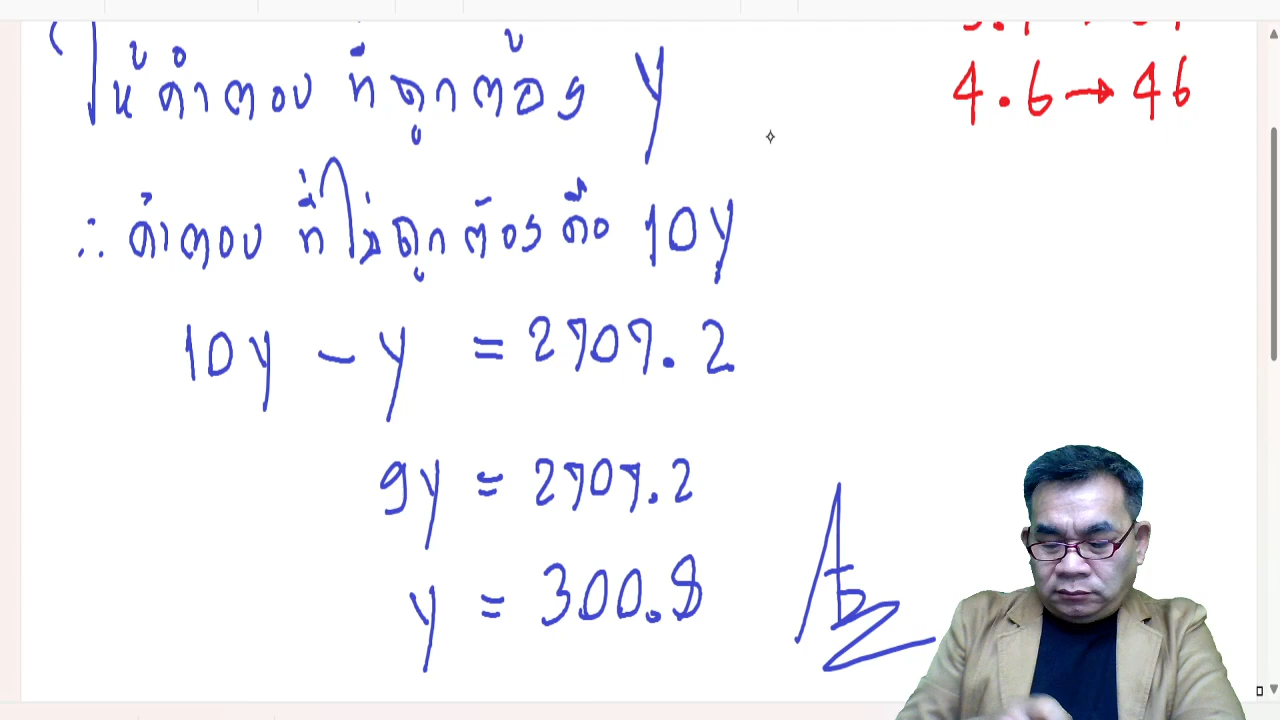 4.6→46
ให้คำตอบ ที่ถูกต้อง y
∴ คำตอบ ที่ไม่ถูกต้อง คือ 10y
10y − y = 2707.2
9y = 2707.2
y = 300.8